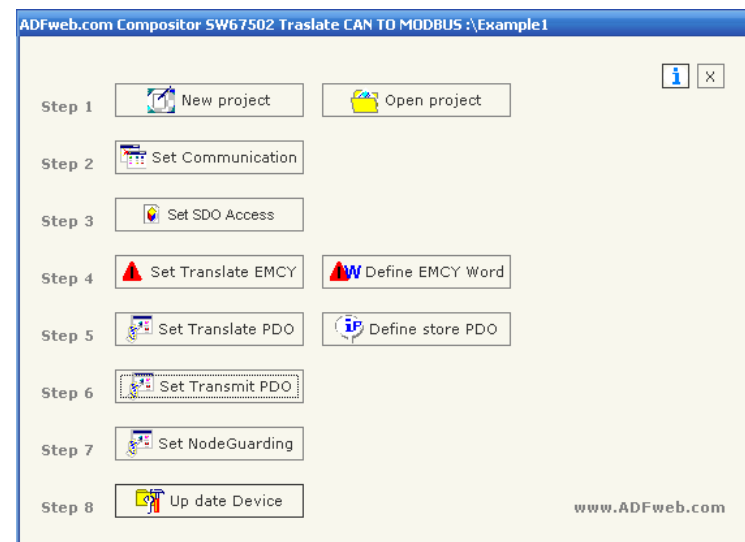 ADFweb.com Compositor SW67502 Traslate CAN TO MODBUS :\Example1
i X
Step 1 New project Open project
Step 2 Set Communication
Step 3 Set SDO Access
Step 4 Set Translate EMCY W Define EMCY Word
Step 5 Set Translate PDO iP Define store PDO
Step 6 Set Transmit PDO
Step 7 Set NodeGuarding
Step 8 Up date Device www.ADFweb.com